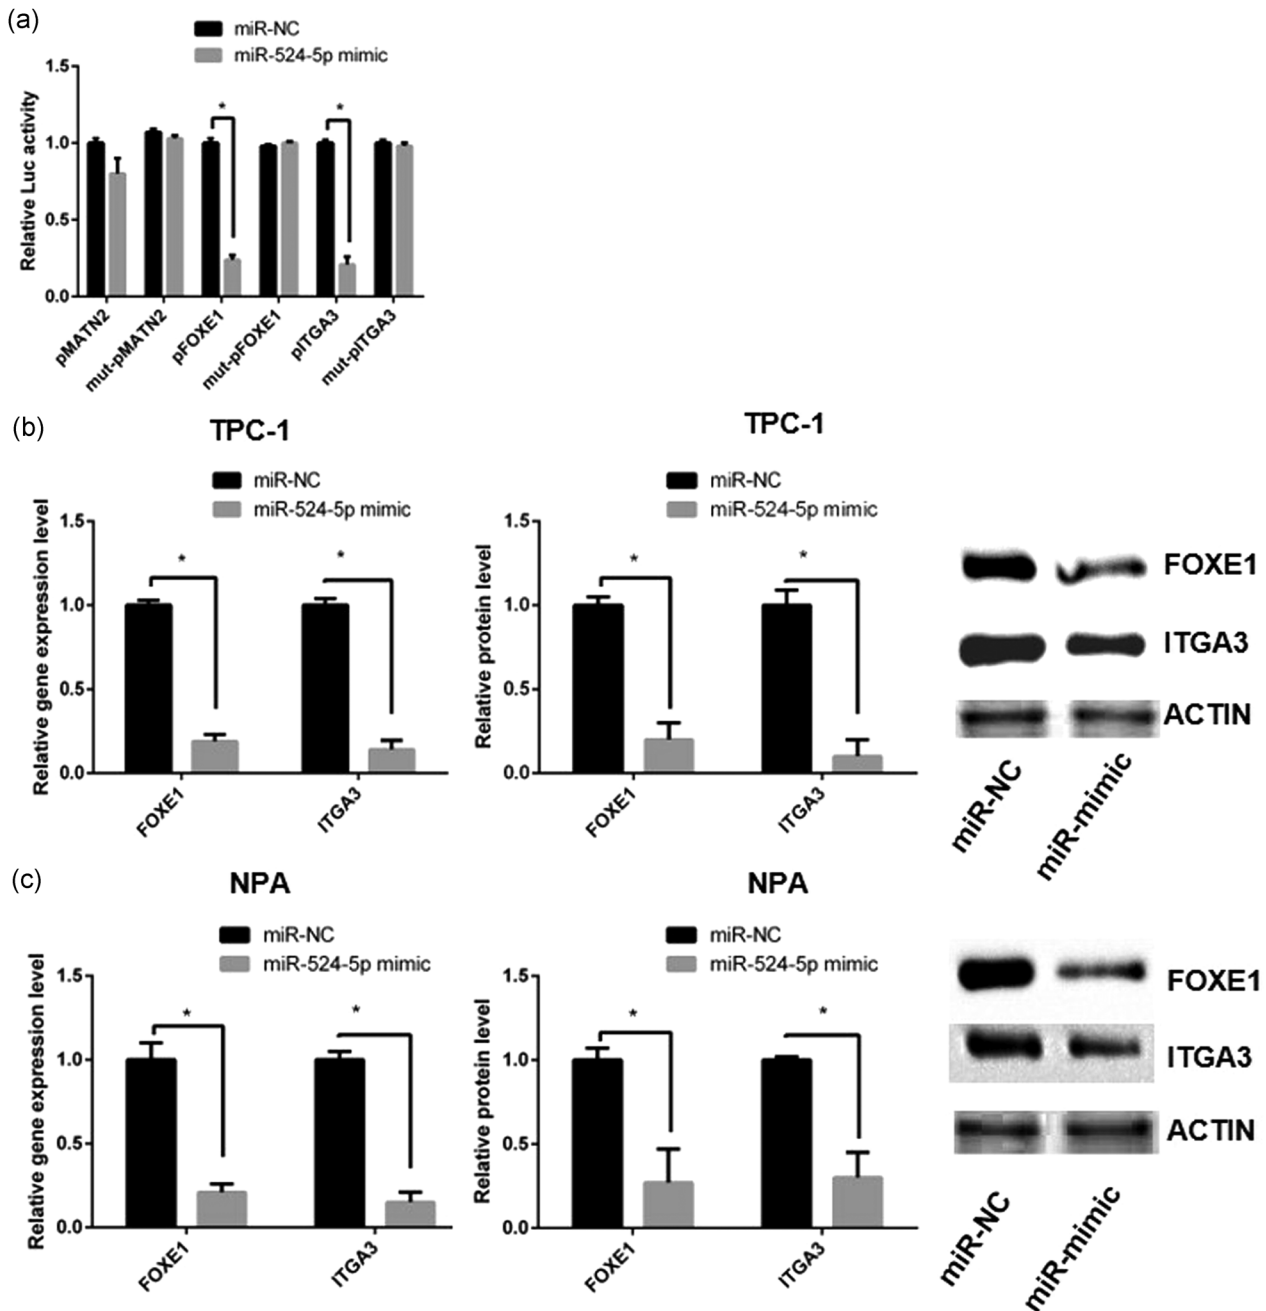 (a)
miR-NC
miR-524-5p mimic
Relative Luc activity
1.5
1.0
0.5
0.0
*
*
pMATN2
mut-pMATN2
pFOXE1
mut-pFOXE1
pITGA3
mut-pITGA3
(b)
TPC-1
miR-NC
miR-524-5p mimic
Relative gene expression level
1.5
1.0
0.5
0.0
*
*
FOXE1
ITGA3
TPC-1
miR-NC
miR-524-5p mimic
Relative protein level
1.5
1.0
0.5
0.0
*
*
FOXE1
ITGA3
FOXE1
ITGA3
ACTIN
miR-NC
miR-mimic
(c)
NPA
miR-NC
miR-524-5p mimic
Relative gene expression level
1.5
1.0
0.5
0.0
*
*
FOXE1
ITGA3
NPA
miR-NC
miR-524-5p mimic
Relative protein level
1.5
1.0
0.5
0.0
*
*
FOXE1
ITGA3
FOXE1
ITGA3
ACTIN
miR-NC
miR-mimic